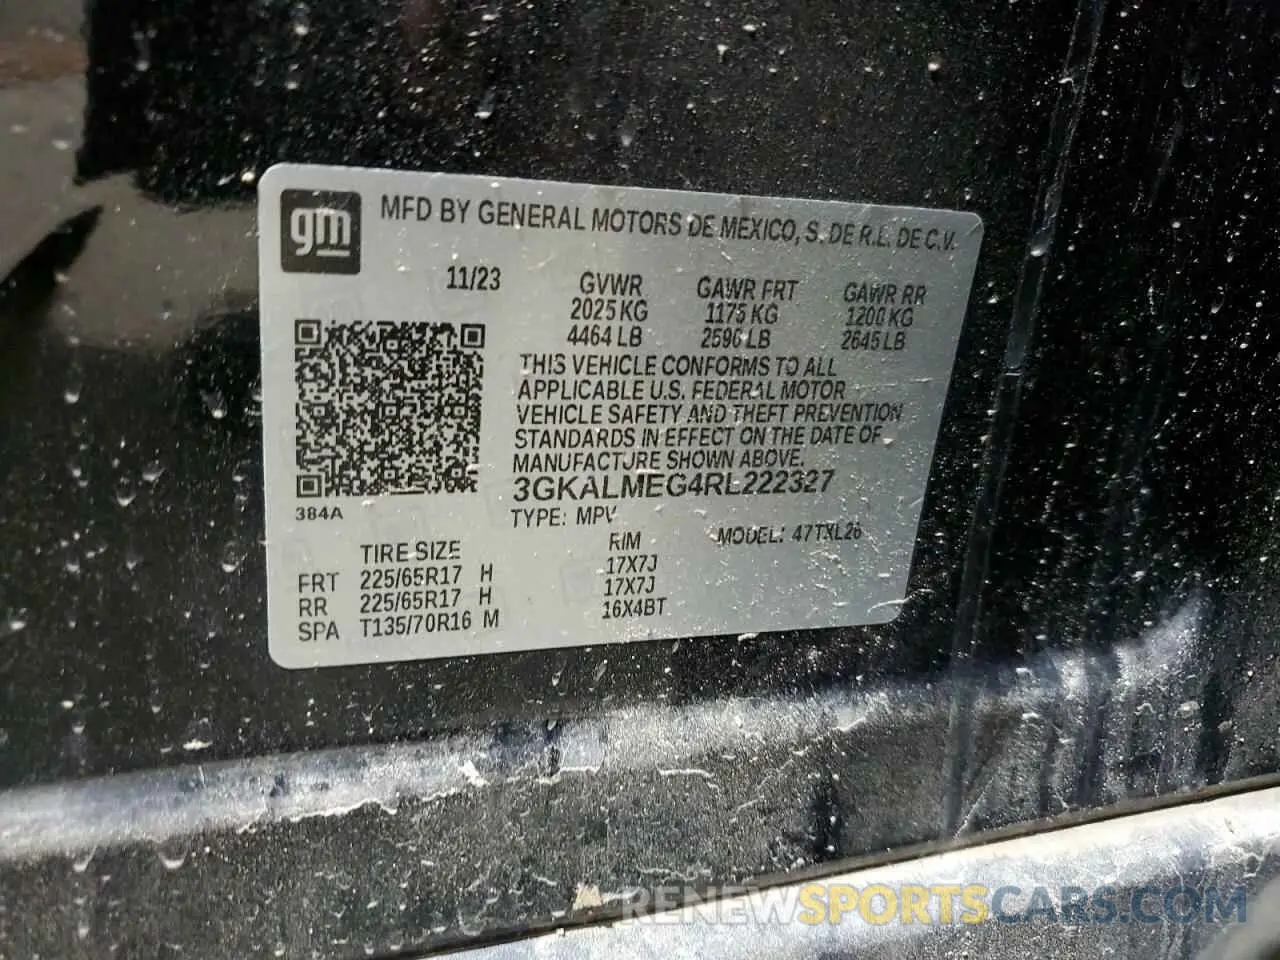 gm
MFD BY GENERAL MOTORS DE MEXICO, S. DE R.L. DE C.V.
11/23 GVWR GAWR FRT GAWR RR
2025 KG 1175 KG 1200 KG
4464 LB 2596 LB 2645 LB
THIS VEHICLE CONFORMS TO ALL
APPLICABLE U.S. FEDERAL MOTOR
VEHICLE SAFETY AND THEFT PREVENTION
STANDARDS IN EFFECT ON THE DATE OF
MANUFACTURE SHOWN ABOVE.
3GKALMEG4RL222327
384A
TYPE: MPV MODEL: 47TXL26
TIRE SIZE RIM
FRT 225/65R17 H 17X7J
RR 225/65R17 H 17X7J
SPA T135/70R16 M 16X4BT
RENEWSPORTSCARS.COM